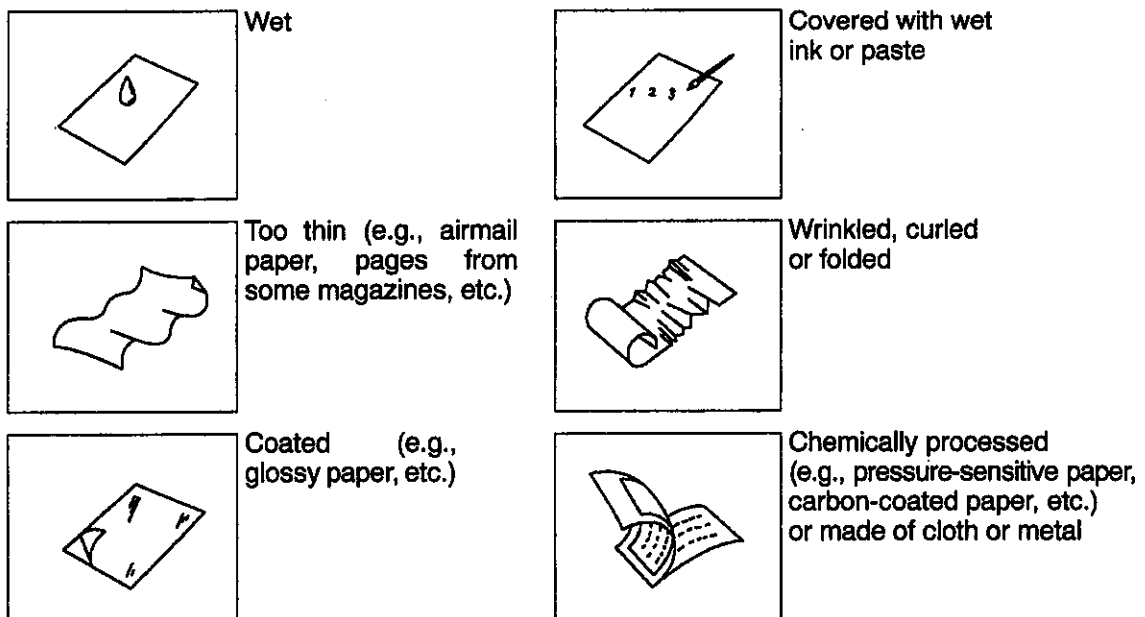 Wet
Covered with wet
ink or paste
1 2 3
Too thin (e.g., airmail
paper, pages from
some magazines, etc.)
Wrinkled, curled
or folded
Coated (e.g.,
glossy paper, etc.)
Chemically processed
(e.g., pressure-sensitive paper,
carbon-coated paper, etc.)
or made of cloth or metal